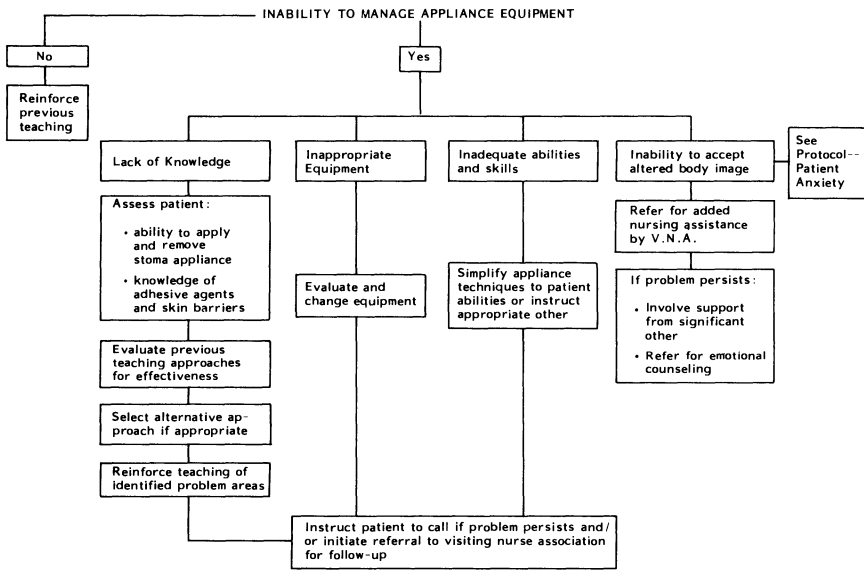 INABILITY TO MANAGE APPLIANCE EQUIPMENT
No
Yes
Reinforce
previous
teaching
Lack of Knowledge
Inappropriate
Equipment
Inadequate abilities
and skills
Inability to accept
altered body image
See
Protocol--
Patient
Anxiety
Assess patient:
• ability to apply
and remove
stoma appliance
• knowledge of
adhesive agents
and skin barriers
Evaluate and
change equipment
Simplify appliance
techniques to patient
abilities or instruct
appropriate other
Refer for added
nursing assistance
by V.N.A.
If problem persists:
• Involve support
from significant
other
• Refer for emotional
counseling
Evaluate previous
teaching approaches
for effectiveness
Select alternative ap-
proach if appropriate
Reinforce teaching of
identified problem areas
Instruct patient to call if problem persists and/
or initiate referral to visiting nurse association
for follow-up